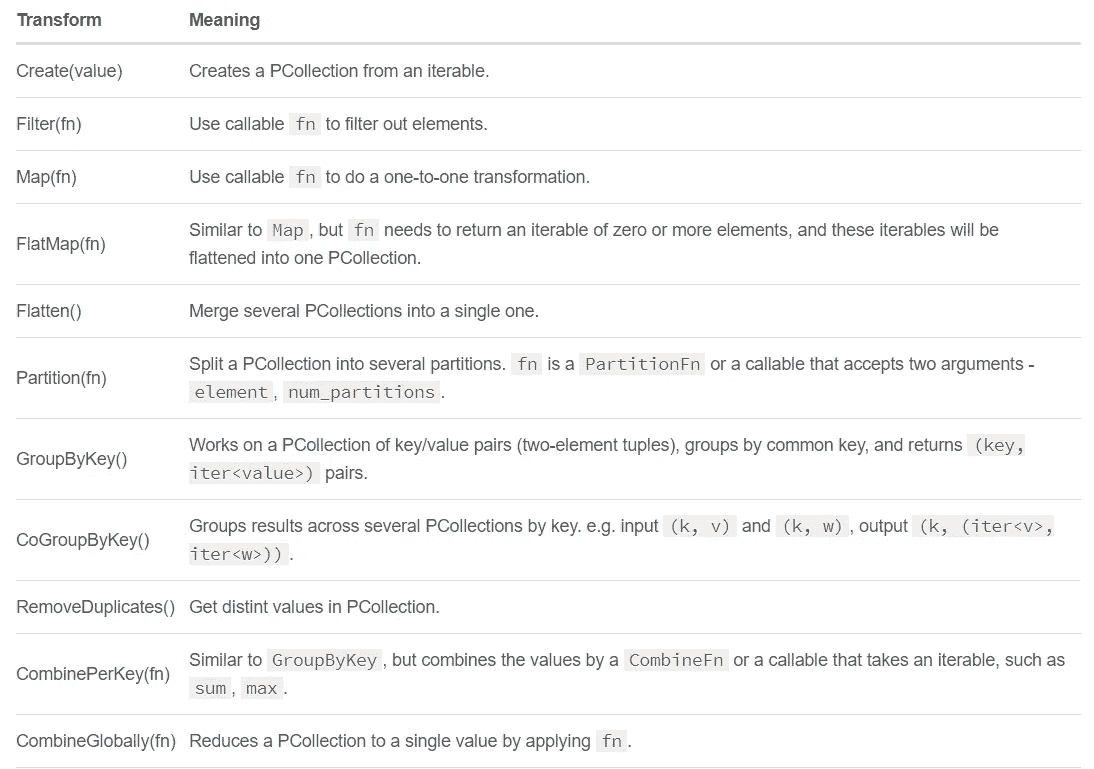 Transform Meaning
Create(value) Creates a PCollection from an iterable.
Filter(fn) Use callable fn to filter out elements.
Map(fn) Use callable fn to do a one-to-one transformation.
FlatMap(fn) Similar to Map , but fn needs to return an iterable of zero or more elements, and these iterables will be
flattened into one PCollection.
Flatten() Merge several PCollections into a single one.
Partition(fn) Split a PCollection into several partitions. fn is a PartitionFn or a callable that accepts two arguments -
element , num_partitions .
GroupByKey() Works on a PCollection of key/value pairs (two-element tuples), groups by common key, and returns (key,
iter<value>) pairs.
CoGroupByKey() Groups results across several PCollections by key. e.g. input (k, v) and (k, w) , output (k, (iter<v>,
iter<w>)) .
RemoveDuplicates() Get distint values in PCollection.
CombinePerKey(fn) Similar to GroupByKey , but combines the values by a CombineFn or a callable that takes an iterable, such as
sum , max .
CombineGlobally(fn) Reduces a PCollection to a single value by applying fn .